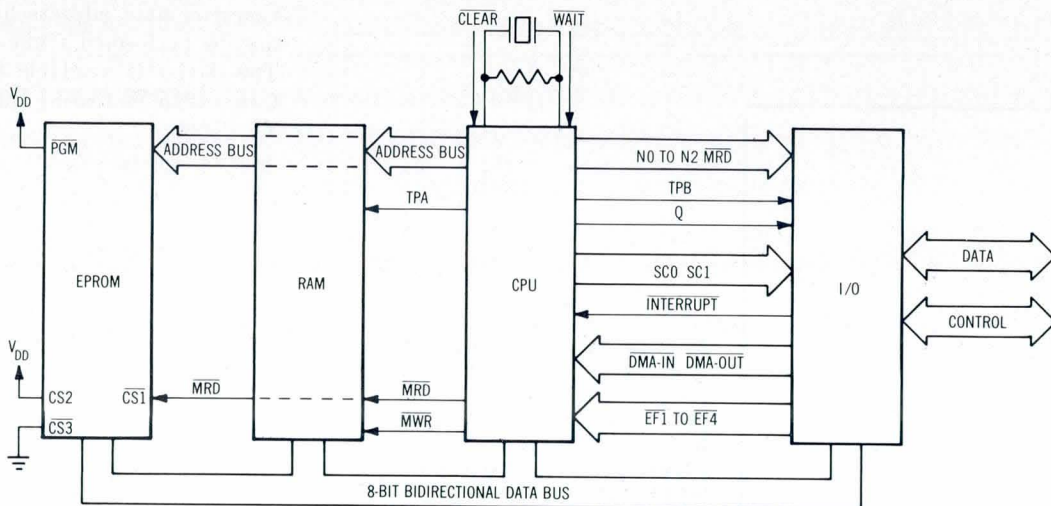 CLEAR WAIT
V_DD
PGM
ADDRESS BUS
ADDRESS BUS
N0 TO N2 MRD
TPA
TPB
Q
EPROM
RAM
CPU
SC0 SC1
I/O
DATA
INTERRUPT
CONTROL
V_DD
DMA-IN DMA-OUT
CS2
CS1
MRD
MRD
CS3
MWR
EF1 TO EF4
8-BIT BIDIRECTIONAL DATA BUS